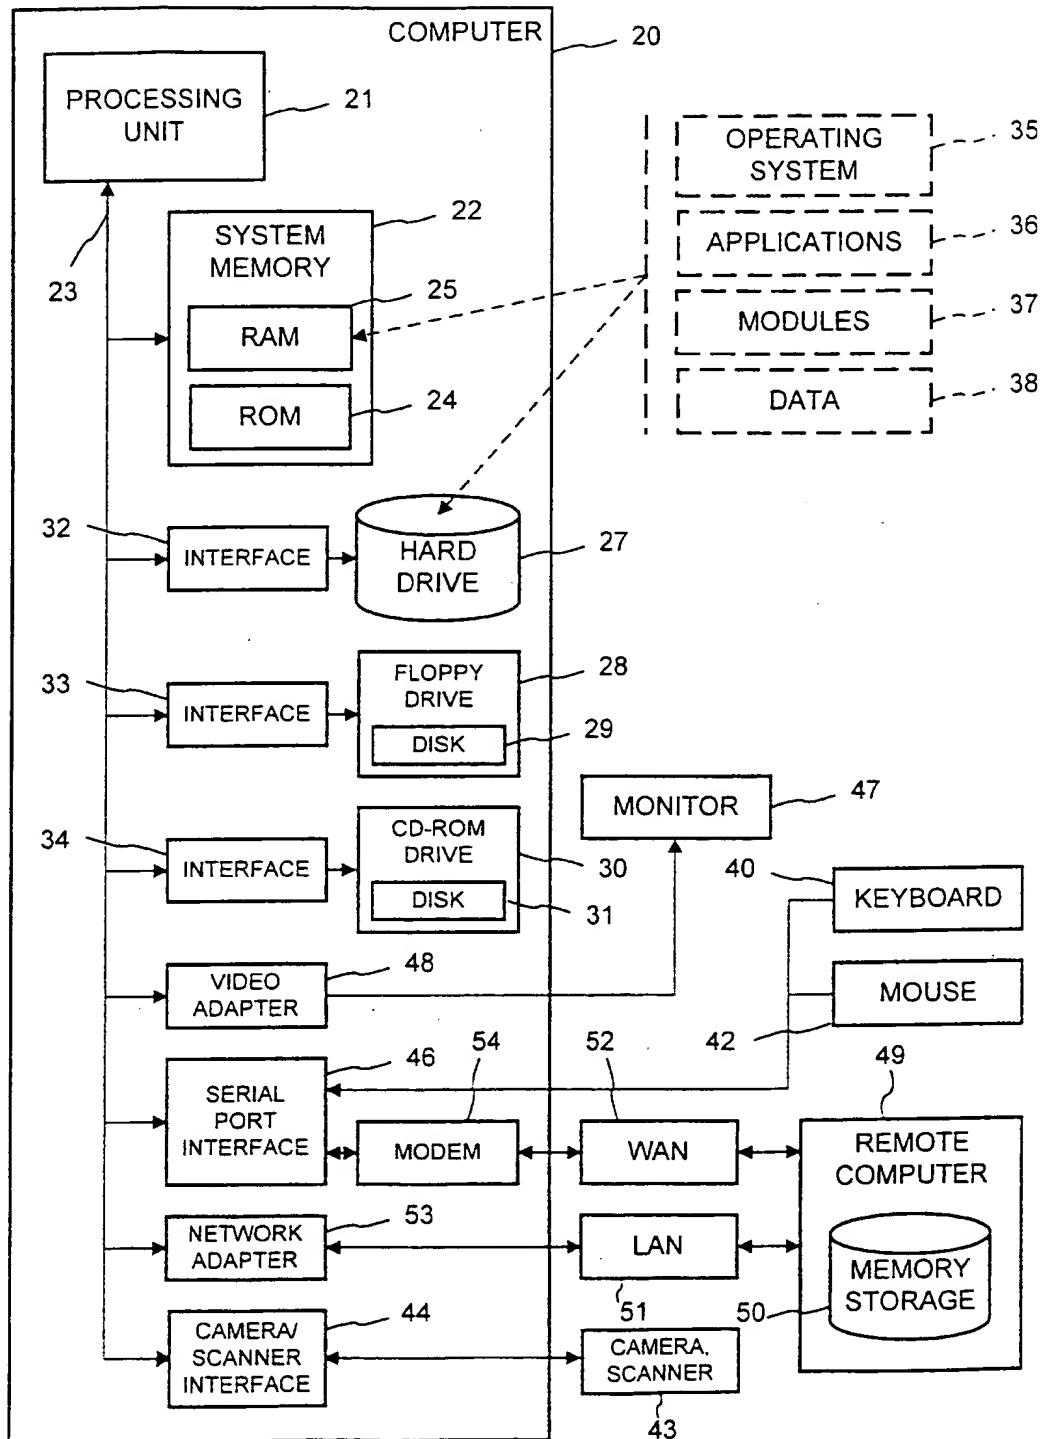 COMPUTER
20
PROCESSING
UNIT
21
23
SYSTEM
MEMORY
22
RAM
25
ROM
24
OPERATING
SYSTEM
35
APPLICATIONS
36
MODULES
37
DATA
38
32
INTERFACE
HARD
DRIVE
27
33
INTERFACE
FLOPPY
DRIVE
28
DISK
29
34
INTERFACE
CD-ROM
DRIVE
30
DISK
31
MONITOR
47
40
KEYBOARD
MOUSE
42
VIDEO
ADAPTER
48
46
SERIAL
PORT
INTERFACE
54
MODEM
52
WAN
49
REMOTE
COMPUTER
MEMORY
STORAGE
50
NETWORK
ADAPTER
53
LAN
51
CAMERA/
SCANNER
INTERFACE
44
CAMERA.
SCANNER
43